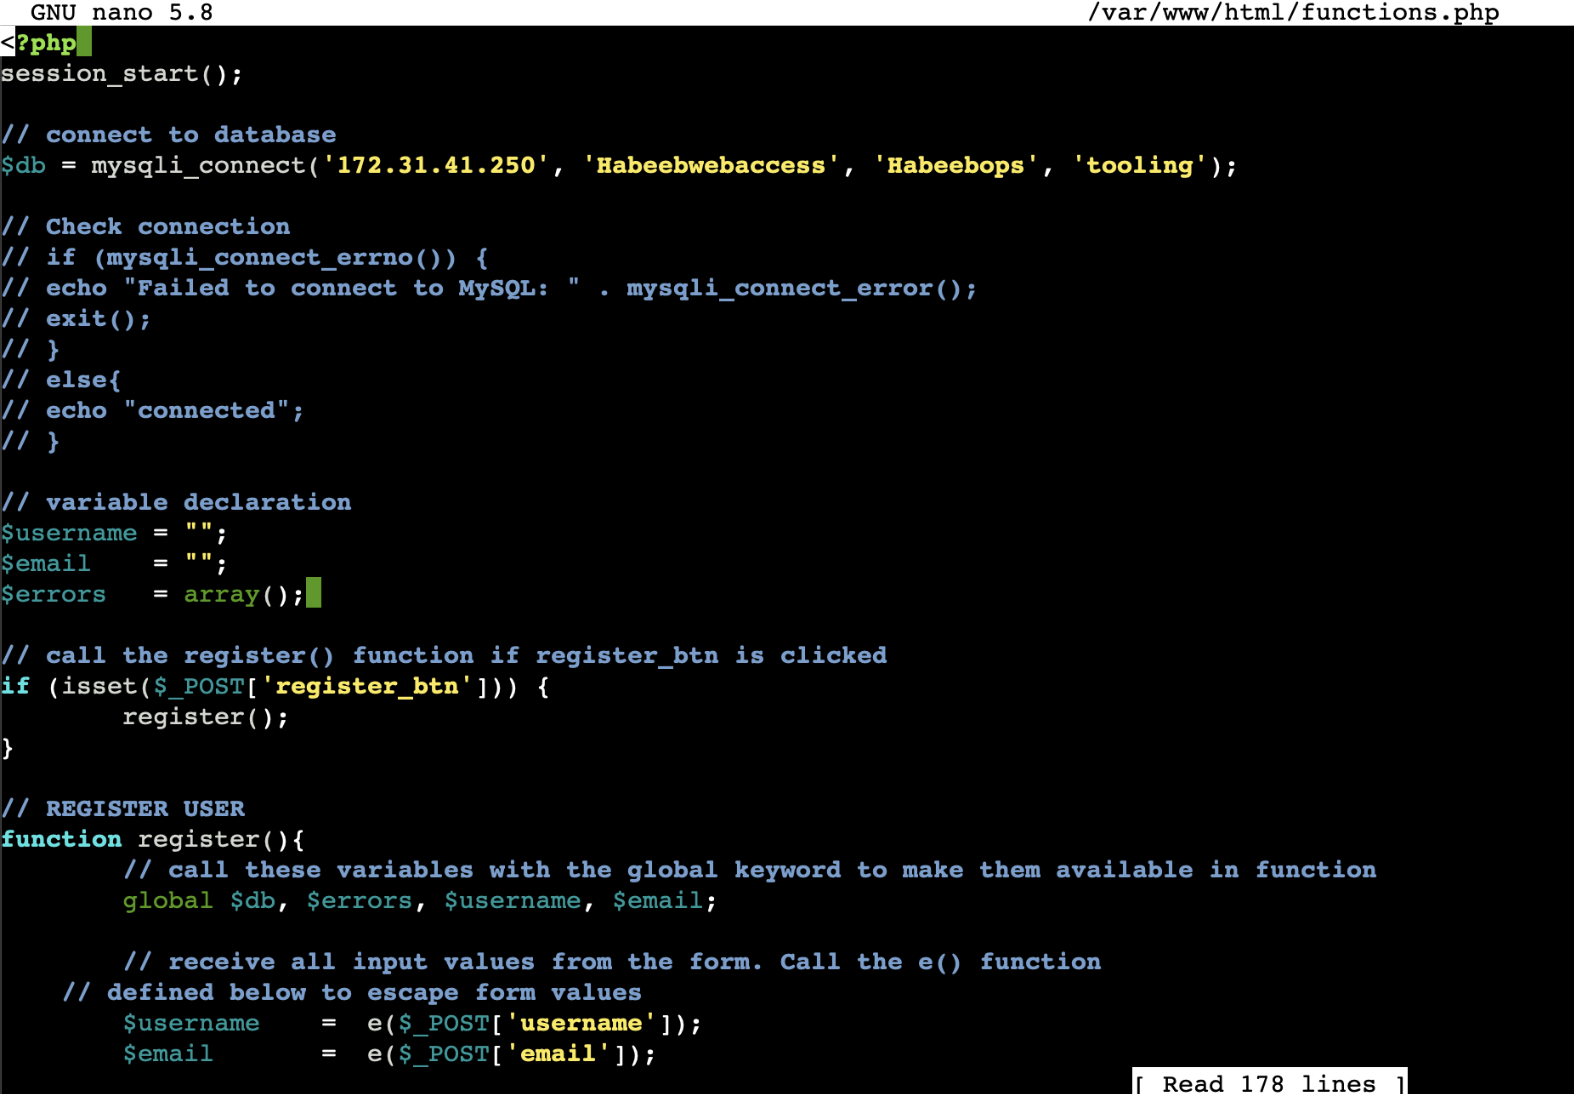 GNU nano 5.8 /var/www/html/functions.php
<?php
session_start();

// connect to database
$db = mysqli_connect('172.31.41.250', 'Habeebwebaccess', 'Habeebops', 'tooling');

// Check connection
// if (mysqli_connect_errno()) {
// echo "Failed to connect to MySQL: " . mysqli_connect_error();
// exit();
// }
// else{
// echo "connected";
// }

// variable declaration
$username = "";
$email    = "";
$errors   = array();

// call the register() function if register_btn is clicked
if (isset($_POST['register_btn'])) {
        register();
}

// REGISTER USER
function register(){
        // call these variables with the global keyword to make them available in function
        global $db, $errors, $username, $email;

        // receive all input values from the form. Call the e() function
    // defined below to escape form values
        $username    =  e($_POST['username']);
        $email       =  e($_POST['email']);
[ Read 178 lines ]